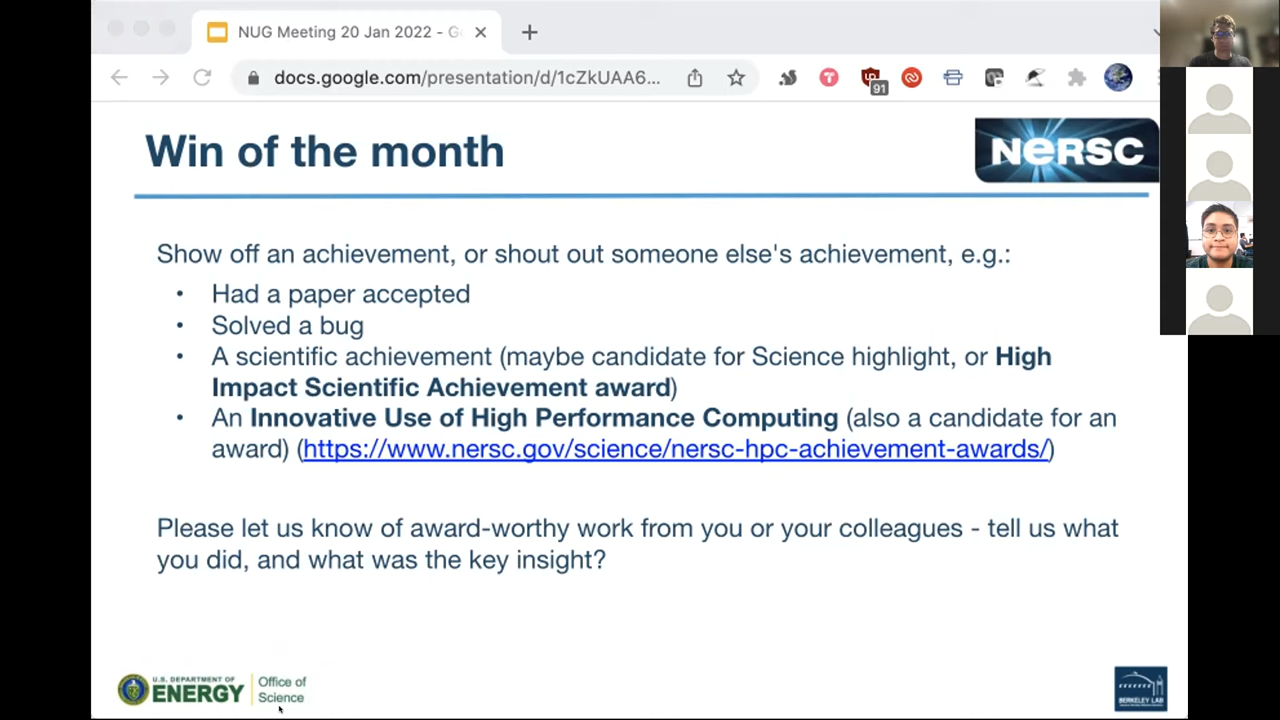 NUG Meeting 20 Jan 2022 - G
docs.google.com/presentation/d/1cZkUAA6...
91
Win of the month
NERSC
Show off an achievement, or shout out someone else's achievement, e.g.:
• Had a paper accepted
• Solved a bug
• A scientific achievement (maybe candidate for Science highlight, or High
Impact Scientific Achievement award)
• An Innovative Use of High Performance Computing (also a candidate for an
award) (https://www.nersc.gov/science/nersc-hpc-achievement-awards/)
Please let us know of award-worthy work from you or your colleagues - tell us what
you did, and what was the key insight?
U.S. DEPARTMENT OF
ENERGY
Office of
Science
BERKELEY LAB